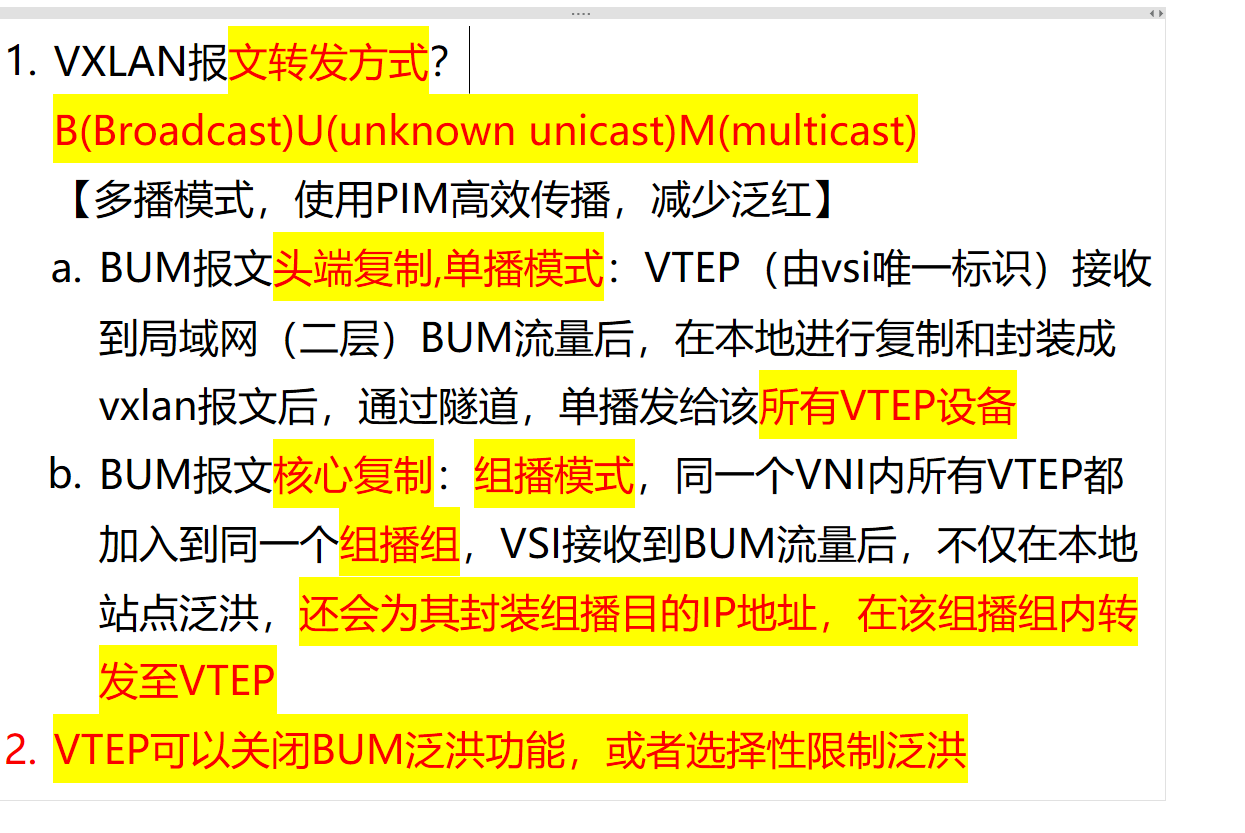 1. VXLAN报文转发方式？
B(Broadcast)U(unknown unicast)M(multicast)
【多播模式，使用PIM高效传播，减少泛红】
a. BUM报文头端复制,单播模式：VTEP（由vsi唯一标识）接收
到局域网（二层）BUM流量后，在本地进行复制和封装成
vxlan报文后，通过隧道，单播发给该所有VTEP设备
b. BUM报文核心复制：组播模式，同一个VNI内所有VTEP都
加入到同一个组播组，VSI接收到BUM流量后，不仅在本地
站点泛洪，还会为其封装组播目的IP地址，在该组播组内转
发至VTEP
2. VTEP可以关闭BUM泛洪功能，或者选择性限制泛洪